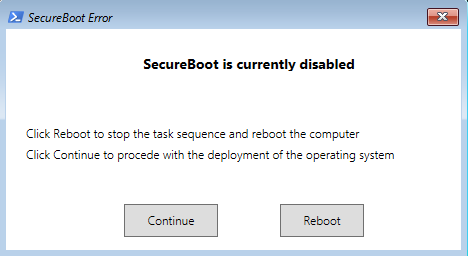 SecureBoot Error
SecureBoot is currently disabled
Click Reboot to stop the task sequence and reboot the computer
Click Continue to procede with the deployment of the operating system
Continue
Reboot